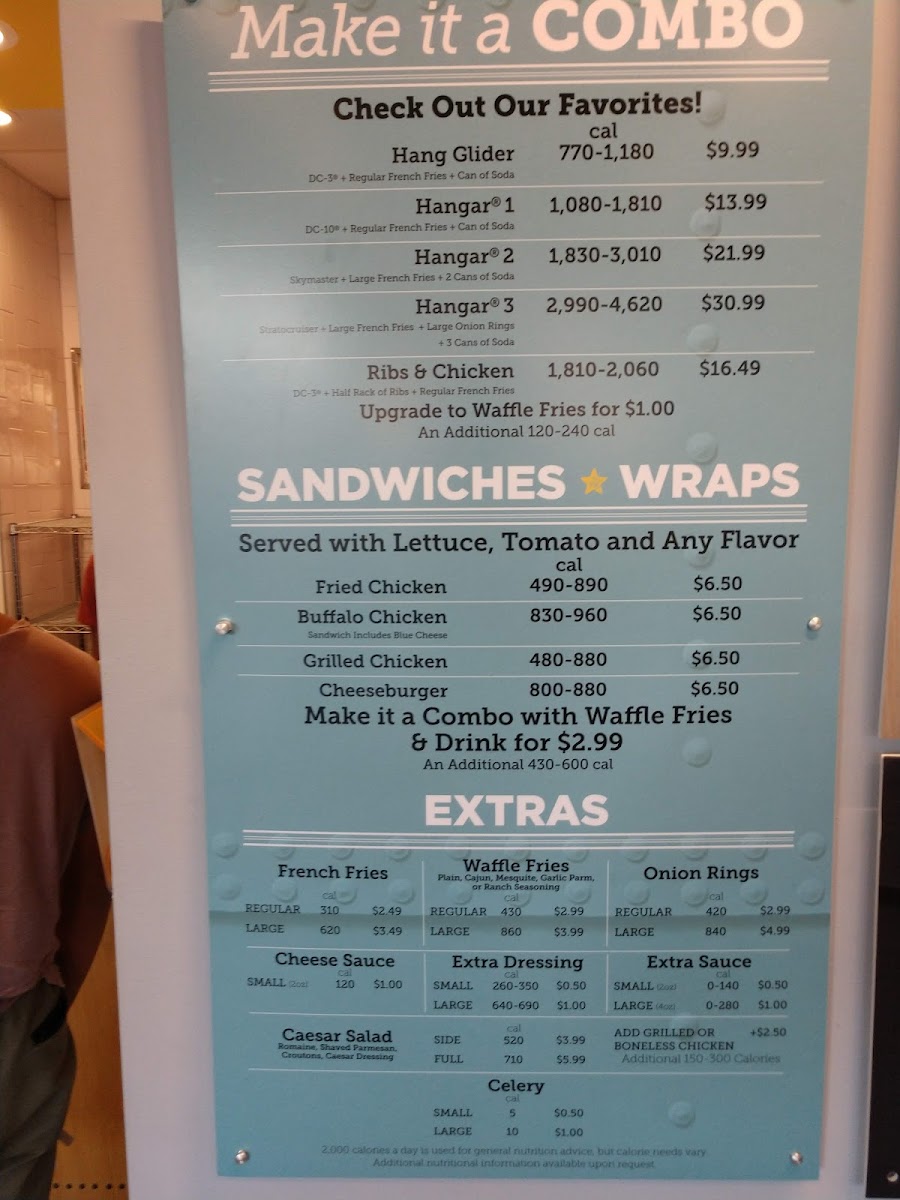 Make it a COMBO
Check Out Our Favorites!
cal
Hang Glider 770-1,180 $9.99
DC-3® + Regular French Fries + Can of Soda
Hangar® 1 1,080-1,810 $13.99
DC-10® + Regular French Fries + Can of Soda
Hangar® 2 1,830-3,010 $21.99
Skymaster + Large French Fries + 2 Cans of Soda
Hangar® 3 2,990-4,620 $30.99
Stratocruiser + Large French Fries + Large Onion Rings
+ 3 Cans of Soda
Ribs & Chicken 1,810-2,060 $16.49
DC-3® + Half Rack of Ribs + Regular French Fries
Upgrade to Waffle Fries for $1.00
An Additional 120-240 cal
SANDWICHES WRAPS
Served with Lettuce, Tomato and Any Flavor
cal
Fried Chicken 490-890 $6.50
Buffalo Chicken 830-960 $6.50
Sandwich Includes Blue Cheese
Grilled Chicken 480-880 $6.50
Cheeseburger 800-880 $6.50
Make it a Combo with Waffle Fries
& Drink for $2.99
An Additional 430-600 cal
EXTRAS
French Fries
cal
REGULAR 310 $2.49
LARGE 620 $3.49
Waffle Fries
Plain, Cajun, Mesquite, Garlic Parm,
or Ranch Seasoning
cal
REGULAR 430 $2.99
LARGE 860 $3.99
Onion Rings
cal
REGULAR 420 $2.99
LARGE 840 $4.99
Cheese Sauce
cal
SMALL (2oz) 120 $1.00
Extra Dressing
cal
SMALL 260-350 $0.50
LARGE 640-690 $1.00
Extra Sauce
cal
SMALL (2oz) 0-140 $0.50
LARGE (4oz) 0-280 $1.00
Caesar Salad
Romaine, Shaved Parmesan,
Croutons, Caesar Dressing
cal
SIDE 520 $3.99
FULL 710 $5.99
ADD GRILLED OR +$2.50
BONELESS CHICKEN
Additional 150-300 Calories
Celery
cal
SMALL 5 $0.50
LARGE 10 $1.00
2,000 calories a day is used for general nutrition advice, but calorie needs vary.
Additional nutritional information available upon request.